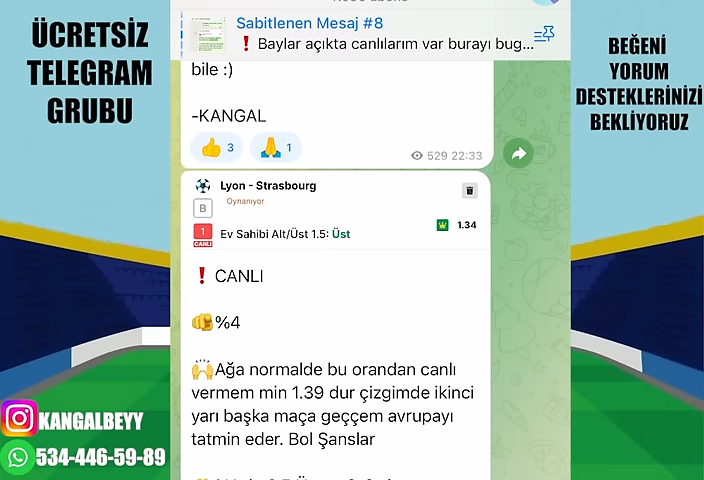 ÜCRETSİZ
TELEGRAM
GRUBU
Sabitlenen Mesaj #8
❗ Baylar açıkta canlılarım var burayı bug...
BEĞENİ
YORUM
DESTEKLERİNİZİ
BEKLİYORUZ
bile :)
-KANGAL
👍 3 🙏 1
529 22:33
Lyon - Strasbourg
Oynanıyor
B
1
CANLI
Ev Sahibi Alt/Üst 1.5: Üst
1.34
❗ CANLI
🫵%4
🙌Ağa normalde bu orandan canlı
vermem min 1.39 dur çizgimde ikinci
yarı başka maça geççem avrupayı
tatmin eder. Bol Şanslar
KANGALBEYY
534-446-59-89